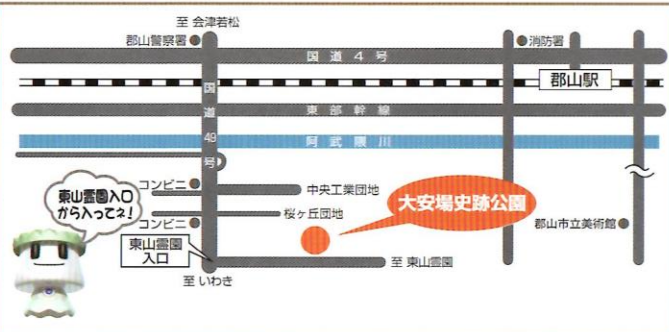 至 会津若松
郡山警察署
消防署
国道4号
郡山駅
東部幹線
阿武隈川
国道49号
コンビニ
中央工業団地
東山霊園入口
から入ってネ!
大安場史跡公園
桜ヶ丘団地
コンビニ
郡山市立美術館
東山霊園
入口
至 東山霊園
至 いわき